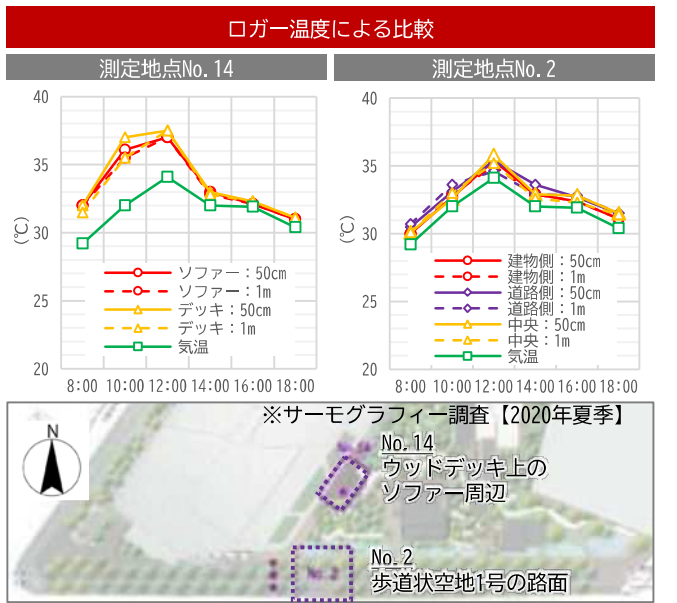 ロガー温度による比較
測定地点No.14
測定地点No.2
(℃)
40
35
30
25
20
8:00 10:00 12:00 14:00 16:00 18:00
ソファー:50cm
ソファー:1m
デッキ:50cm
デッキ:1m
気温
(℃)
40
35
30
25
20
8:00 10:00 12:00 14:00 16:00 18:00
建物側:50cm
建物側:1m
道路側:50cm
道路側:1m
中央:50cm
中央:1m
気温
※サーモグラフィー調査【2020年夏季】
N
No.14
ウッドデッキ上の
ソファー周辺
No.2
No.2
歩道状空地1号の路面